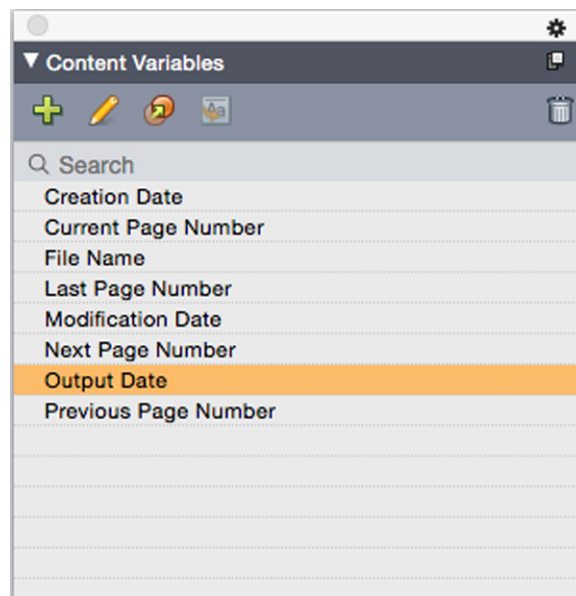 Content Variables
Search
Creation Date
Current Page Number
File Name
Last Page Number
Modification Date
Next Page Number
Output Date
Previous Page Number